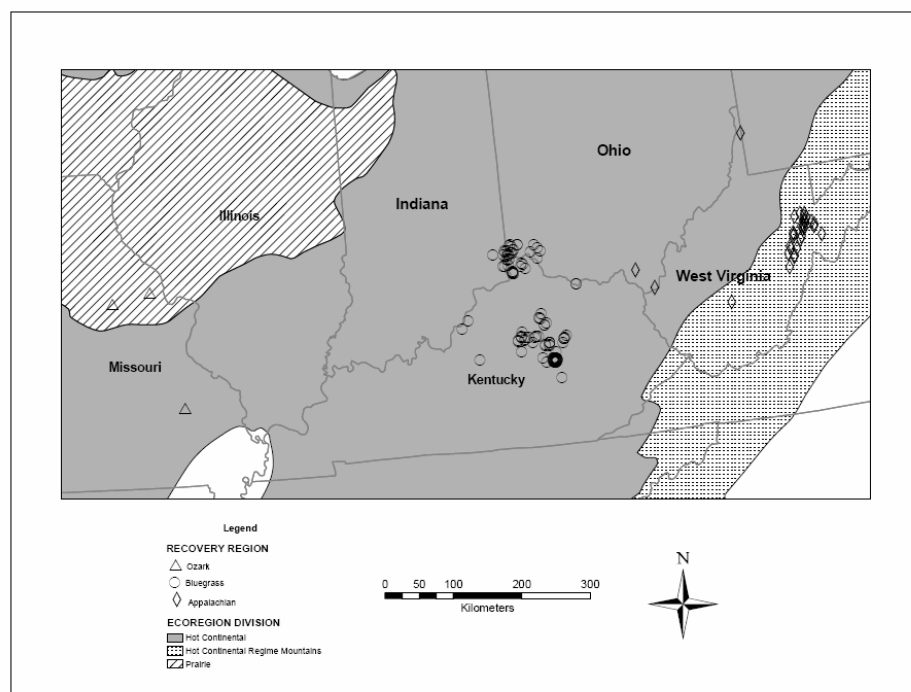 Ohio
Indiana
Illinois
West Virginia
Missouri
Kentucky
Legend
RECOVERY REGION
Ozark
Bluegrass
Appalachian
ECOREGION DIVISION
Hot Continental
Hot Continental Regime Mountains
Prairie
0 50 100 200 300
Kilometers
N